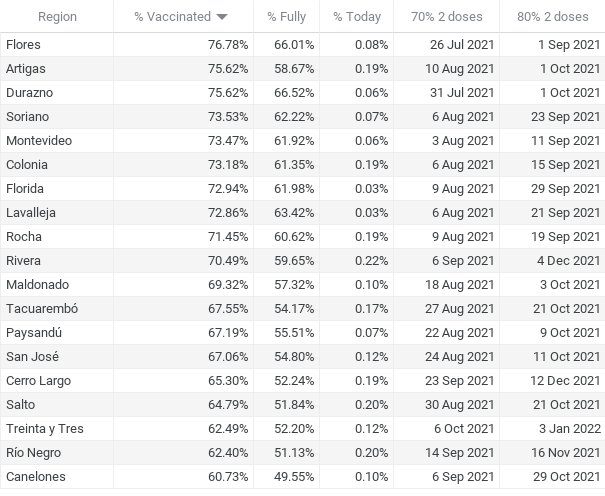 Region % Vaccinated % Fully % Today 70% 2 doses 80% 2 doses
Flores 76.78% 66.01% 0.08% 26 Jul 2021 1 Sep 2021
Artigas 75.62% 58.67% 0.19% 10 Aug 2021 1 Oct 2021
Durazno 75.62% 66.52% 0.06% 31 Jul 2021 1 Oct 2021
Soriano 73.53% 62.22% 0.07% 6 Aug 2021 23 Sep 2021
Montevideo 73.47% 61.92% 0.06% 3 Aug 2021 11 Sep 2021
Colonia 73.18% 61.35% 0.19% 6 Aug 2021 15 Sep 2021
Florida 72.94% 61.98% 0.03% 9 Aug 2021 29 Sep 2021
Lavalleja 72.86% 63.42% 0.03% 6 Aug 2021 21 Sep 2021
Rocha 71.45% 60.62% 0.19% 9 Aug 2021 19 Sep 2021
Rivera 70.49% 59.65% 0.22% 6 Sep 2021 4 Dec 2021
Maldonado 69.32% 57.32% 0.10% 18 Aug 2021 3 Oct 2021
Tacuarembó 67.55% 54.17% 0.17% 27 Aug 2021 21 Oct 2021
Paysandú 67.19% 55.51% 0.07% 22 Aug 2021 9 Oct 2021
San José 67.06% 54.80% 0.12% 24 Aug 2021 11 Oct 2021
Cerro Largo 65.30% 52.24% 0.19% 23 Sep 2021 12 Dec 2021
Salto 64.79% 51.84% 0.20% 30 Aug 2021 21 Oct 2021
Treinta y Tres 62.49% 52.20% 0.12% 6 Oct 2021 3 Jan 2022
Río Negro 62.40% 51.13% 0.20% 14 Sep 2021 16 Nov 2021
Canelones 60.73% 49.55% 0.10% 6 Sep 2021 29 Oct 2021